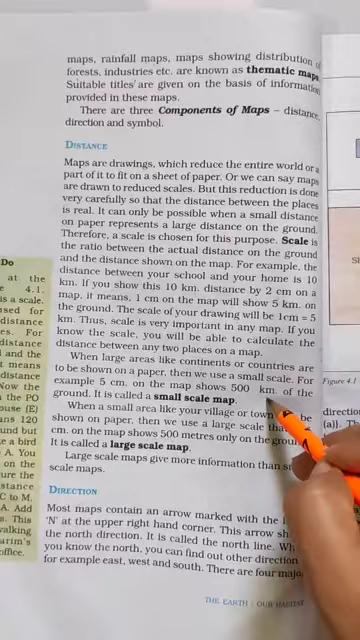 maps, rainfall maps, maps showing distribution of
forests, industries etc. are known as thematic maps
Suitable titles are given on the basis of information
provided in these maps.
There are three Components of Maps – distance,
direction and symbol.
DISTANCE
Maps are drawings, which reduce the entire world or a
part of it to fit on a sheet of paper. Or we can say maps
are drawn to reduced scales. But this reduction is done
very carefully so that the distance between the places
is real. It can only be possible when a small distance
on paper represents a large distance on the ground.
Therefore, a scale is chosen for this purpose. Scale is
the ratio between the actual distance on the ground
and the distance shown on the map. For example, the
distance between your school and your home is 10
km. If you show this 10 km. distance by 2 cm on a
map, it means, 1 cm on the map will show 5 km. on
the ground. The scale of your drawing will be 1cm = 5
km. Thus, scale is very important in any map. If you
know the scale, you will be able to calculate the
distance between any two places on a map.
When large areas like continents or countries are
to be shown on a paper, then we use a small scale. For
example 5 cm. on the map shows 500 km. of the
ground. It is called a small scale map.
When a small area like your village or town be
shown on paper, then we use a large scale
cm. on the map shows 500 metres only on the
It is called a large scale map.
Large scale maps give more information than
scale maps.
DIRECTION
Most maps contain an arrow marked with the
'N' at the upper right hand corner. This arrow
the north direction. It is called the north line.
you know the north, you can find out other direction
for example east, west and south. There are four
THE EARTH : OUR HABITAT
Do
at the
4.1.
is a scale.
used for
distance
es. For
distance
and the
means
Now the
the PO
ouse (E)
ans 120
ound out
e a bird
A. You
on the
ure the
stance
C to M.
A. Add
s. This
walking
arim's
office.
Figure 4.1
(a)).